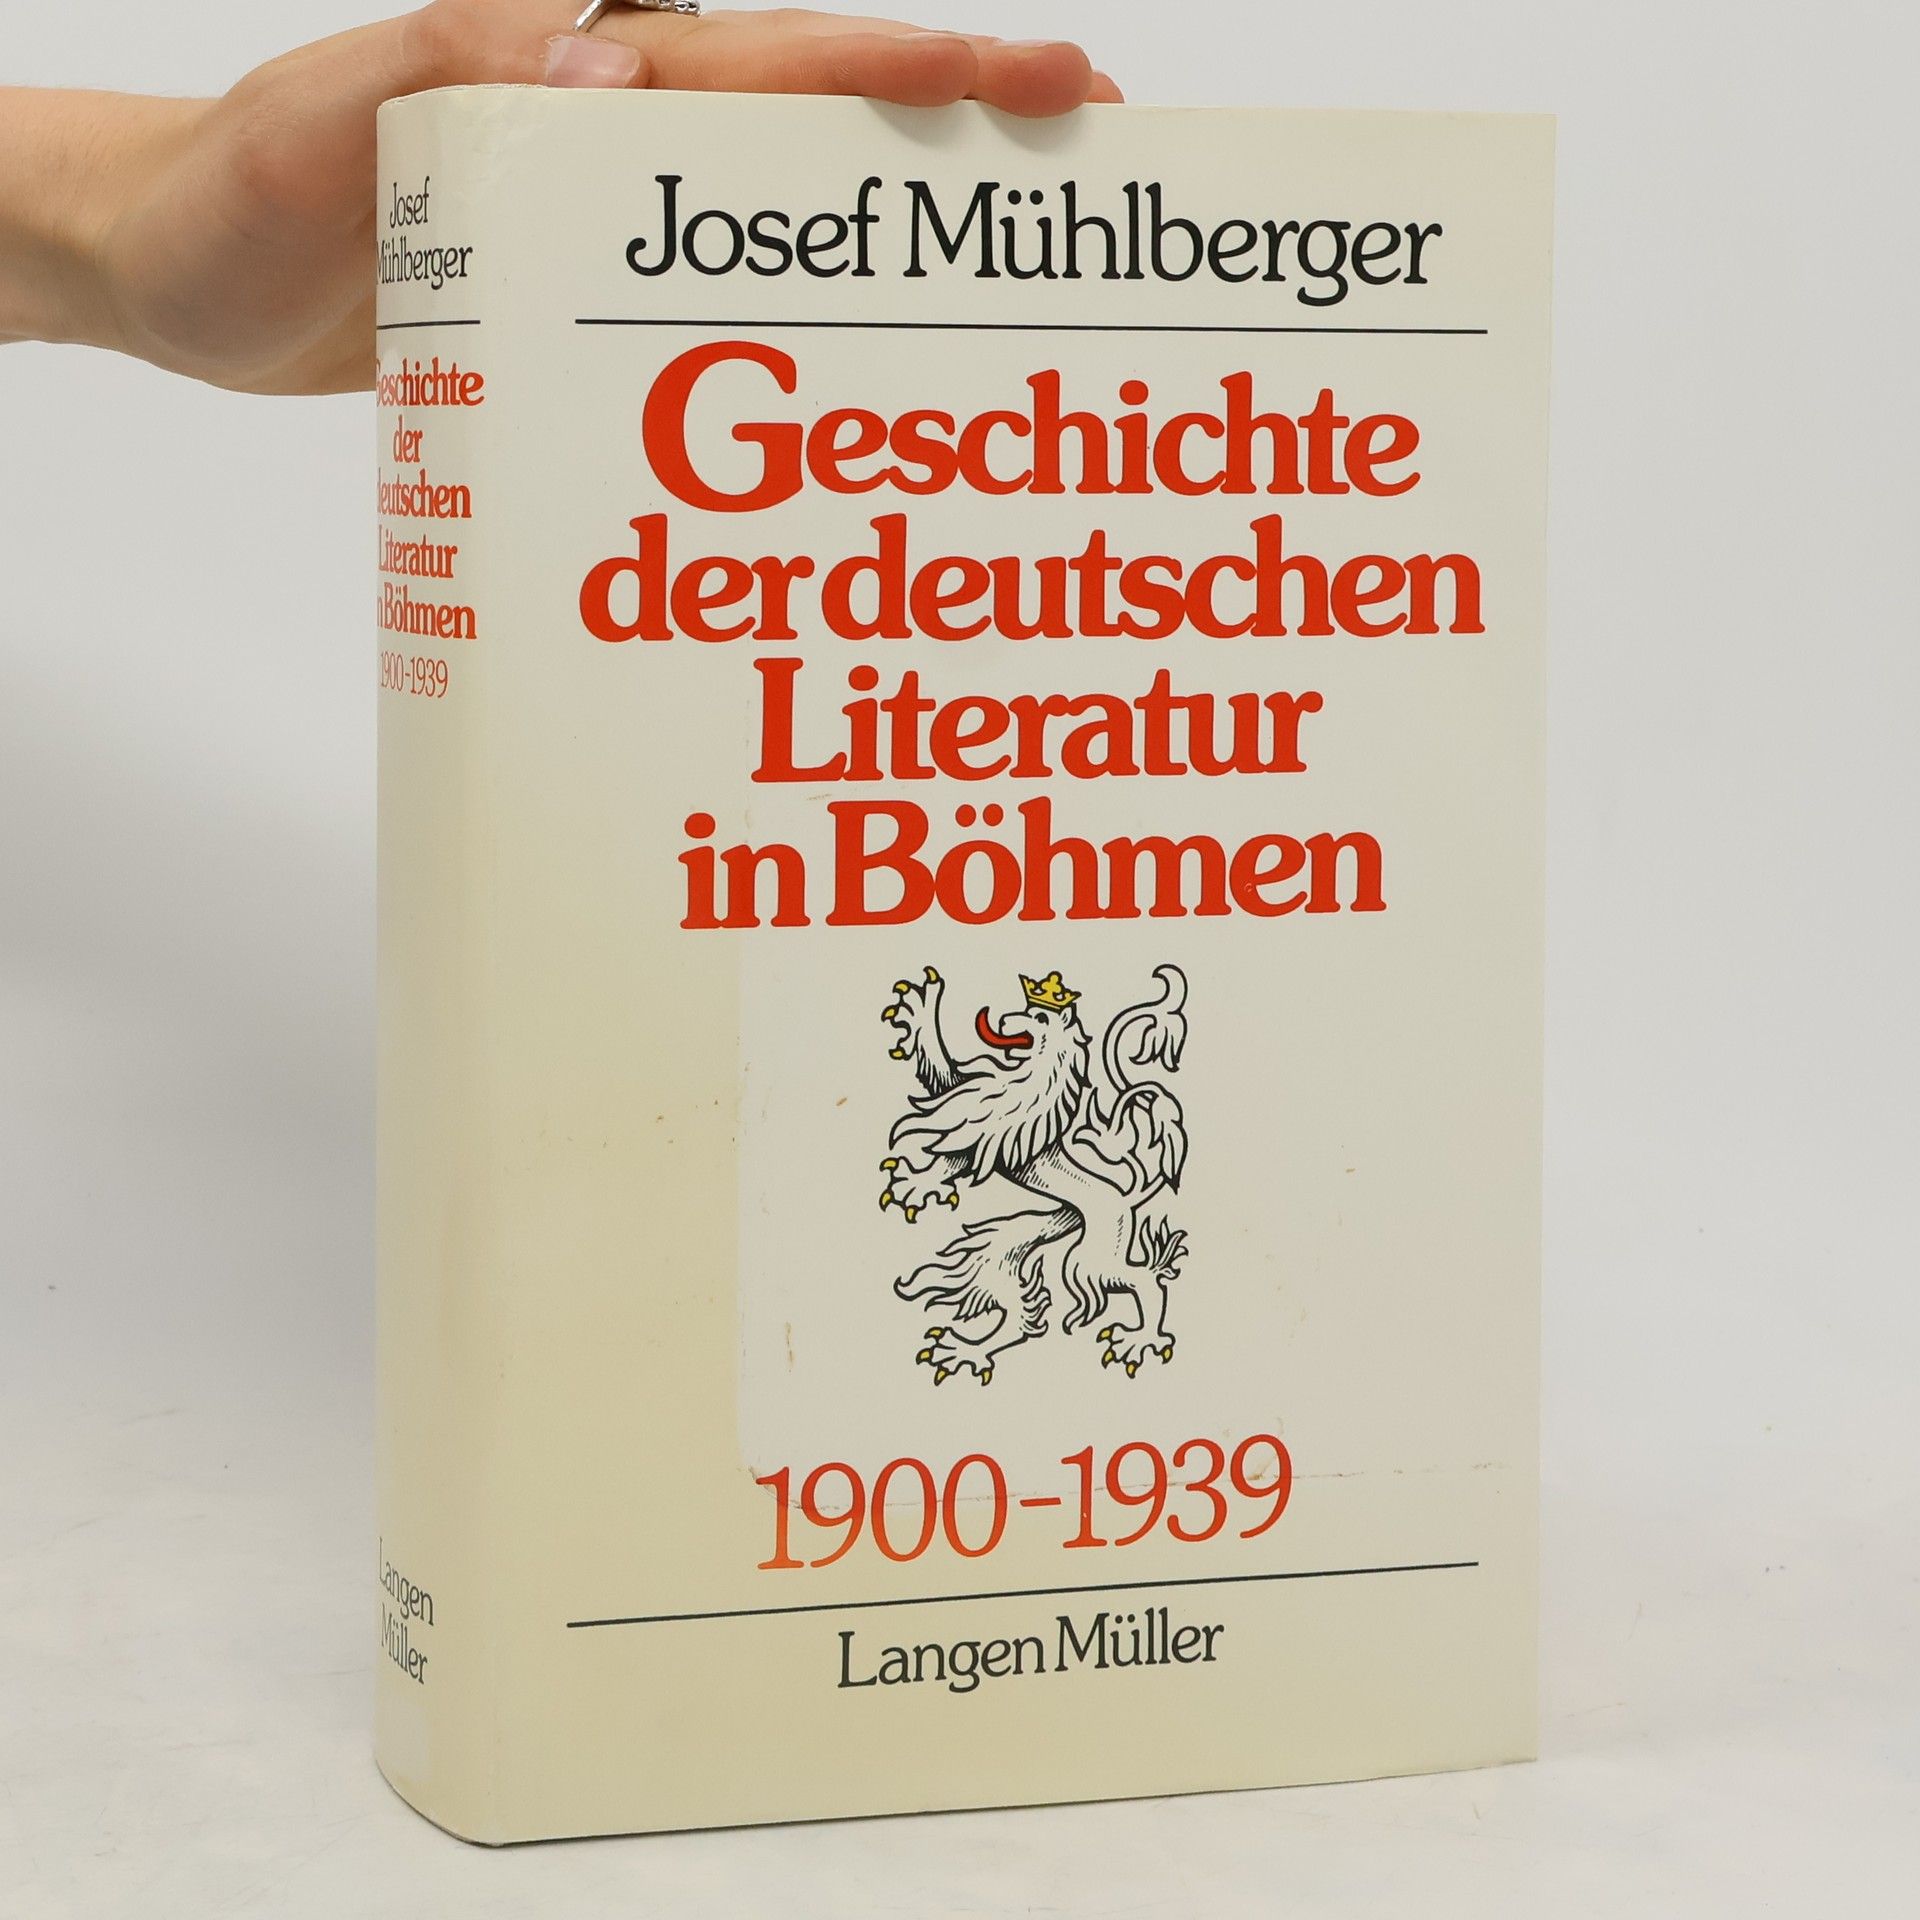 Josef
Mühlberger
Geschichte
der
deutschen
Literatur
in Böhmen
1900-1939
Langen
Müller
Josef Mühlberger
Geschichte
der deutschen
Literatur
in Böhmen
1900-1939
Langen Müller